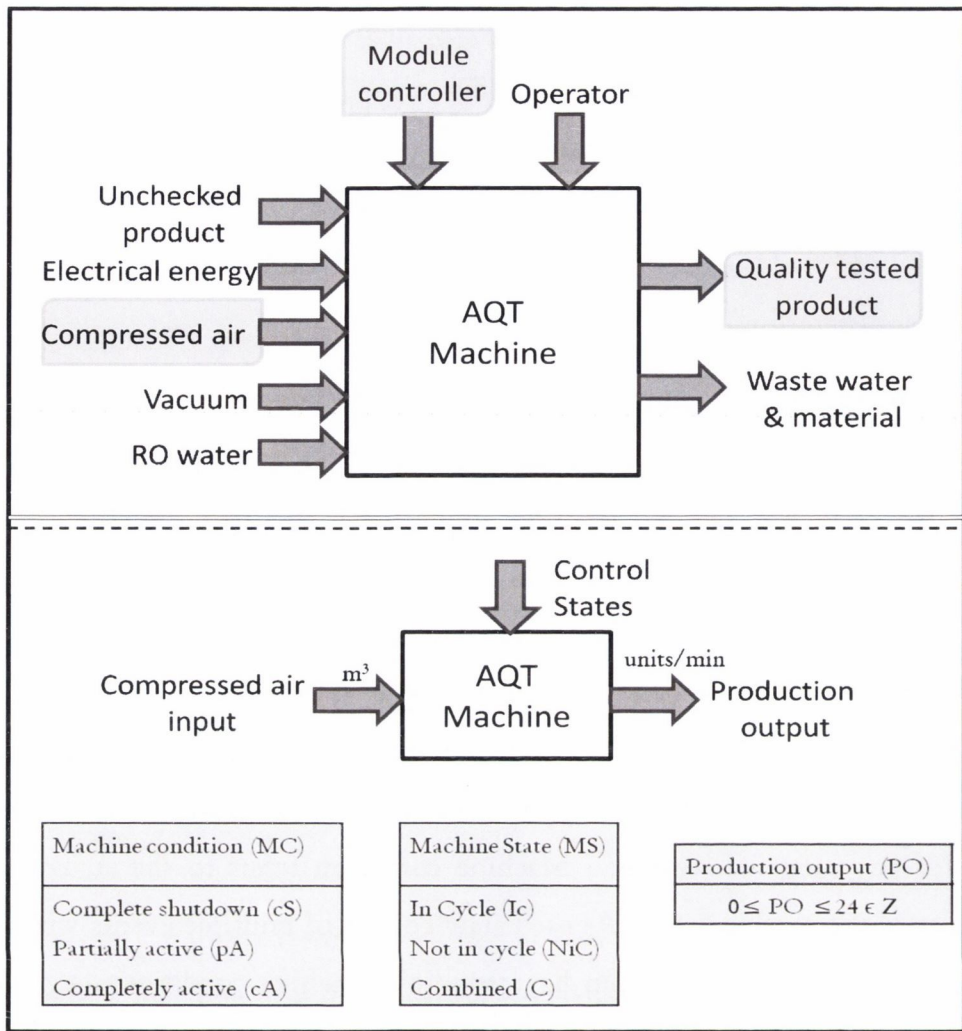 Module
controller
Operator
Unchecked
product
Electrical energy
Compressed air
Vacuum
RO water
AQT
Machine
Quality tested
product
Waste water
& material
Control
States
Compressed air
input
m³
AQT
Machine
units/min
Production
output
Machine condition (MC)
Complete shutdown (cS)
Partially active (pA)
Completely active (cA)
Machine State (MS)
In Cycle (Ic)
Not in cycle (NiC)
Combined (C)
Production output (PO)
0 ≤ PO ≤ 24 ϵ Z